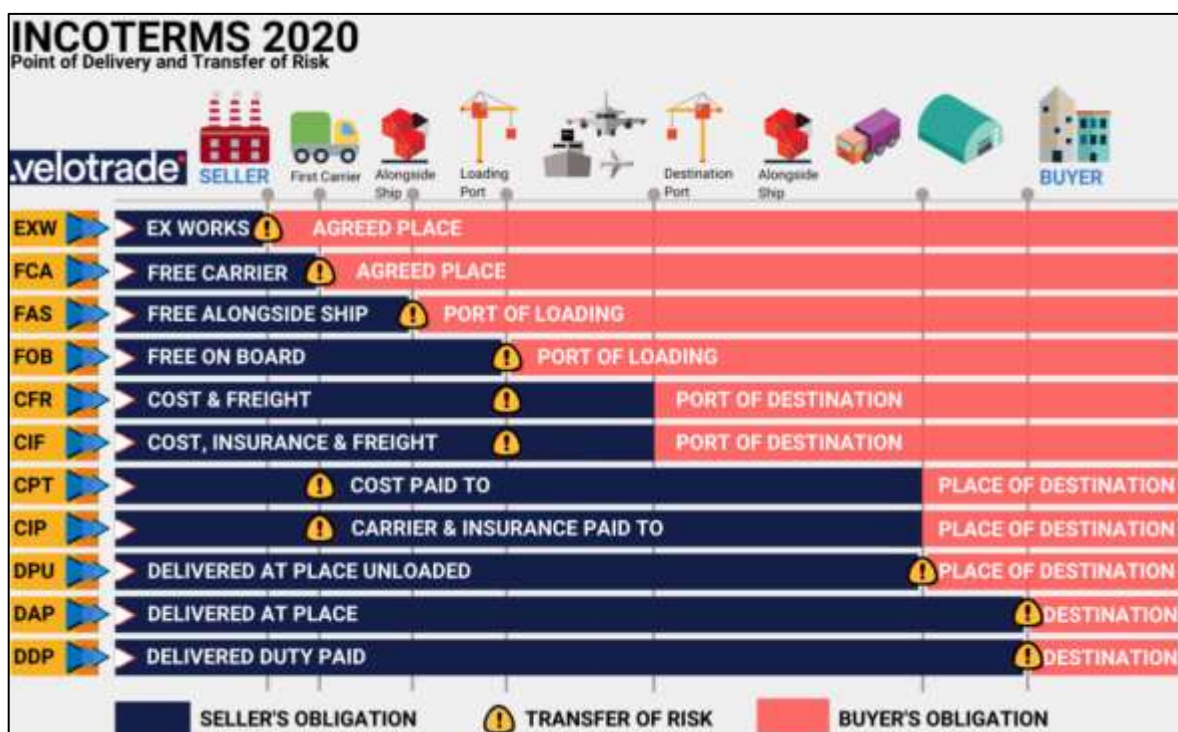 INCOTERMS 2020
Point of Delivery and Transfer of Risk
.velotrade
SELLER
First Carrier
Alongside
Ship
Loading
Port
Destination
Port
Alongside
Ship
BUYER
EXW EX WORKS AGREED PLACE
FCA FREE CARRIER AGREED PLACE
FAS FREE ALONGSIDE SHIP PORT OF LOADING
FOB FREE ON BOARD PORT OF LOADING
CFR COST & FREIGHT PORT OF DESTINATION
CIF COST, INSURANCE & FREIGHT PORT OF DESTINATION
CPT COST PAID TO PLACE OF DESTINATION
CIP CARRIER & INSURANCE PAID TO PLACE OF DESTINATION
DPU DELIVERED AT PLACE UNLOADED PLACE OF DESTINATION
DAP DELIVERED AT PLACE DESTINATION
DDP DELIVERED DUTY PAID DESTINATION
SELLER'S OBLIGATION TRANSFER OF RISK BUYER'S OBLIGATION